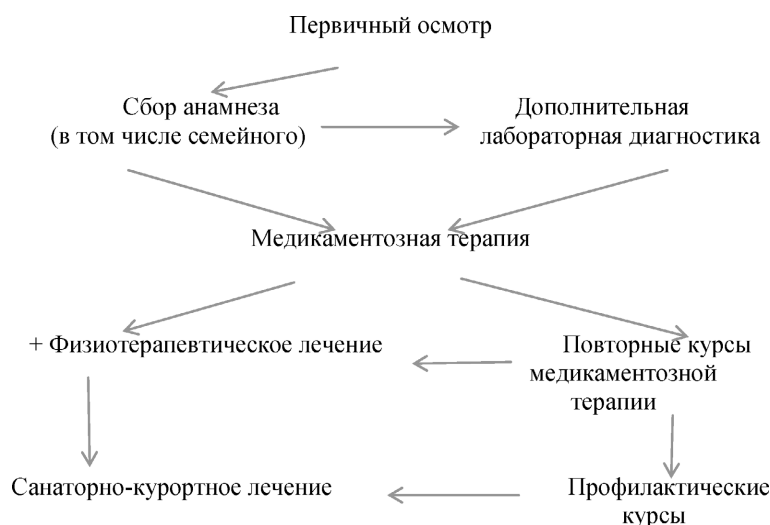 Первичный осмотр
Сбор анамнеза
(в том числе семейного)
Дополнительная
лабораторная диагностика
Медикаментозная терапия
+ Физиотерапевтическое лечение
Повторные курсы
медикаментозной
терапии
Санаторно-курортное лечение
Профилактические
курсы